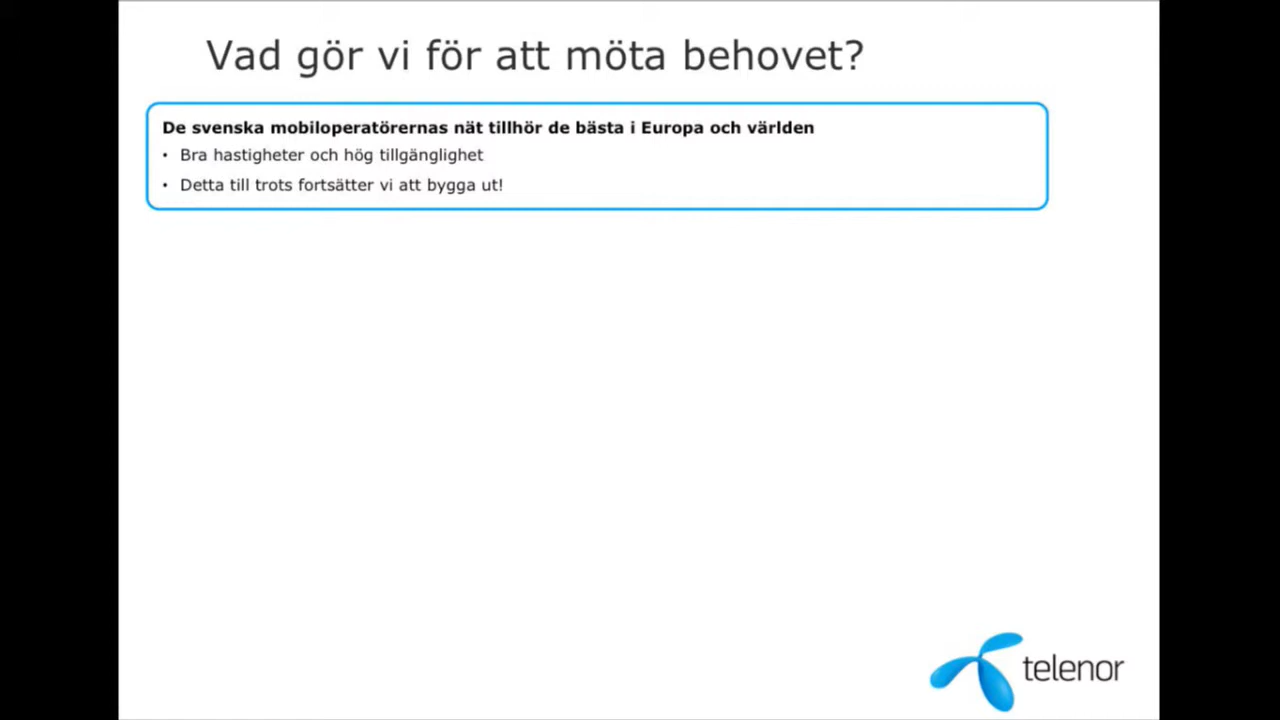 Vad gör vi för att möta behovet?
De svenska mobiloperatörernas nät tillhör de bästa i Europa och världen
• Bra hastigheter och hög tillgänglighet
• Detta till trots fortsätter vi att bygga ut!
telenor